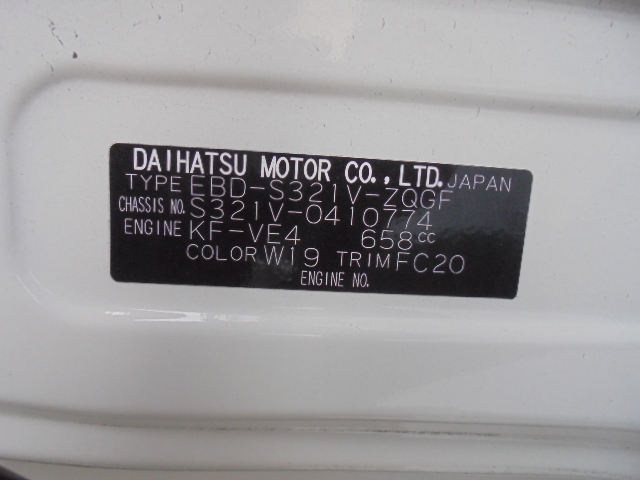 DAIHATSU MOTOR CO., LTD. JAPAN
TYPE EBD-S321V-ZQGF
CHASSIS NO. S321V-0410774
ENGINE KF-VE4 658cc
COLOR W19 TRIM FC20
ENGINE NO.